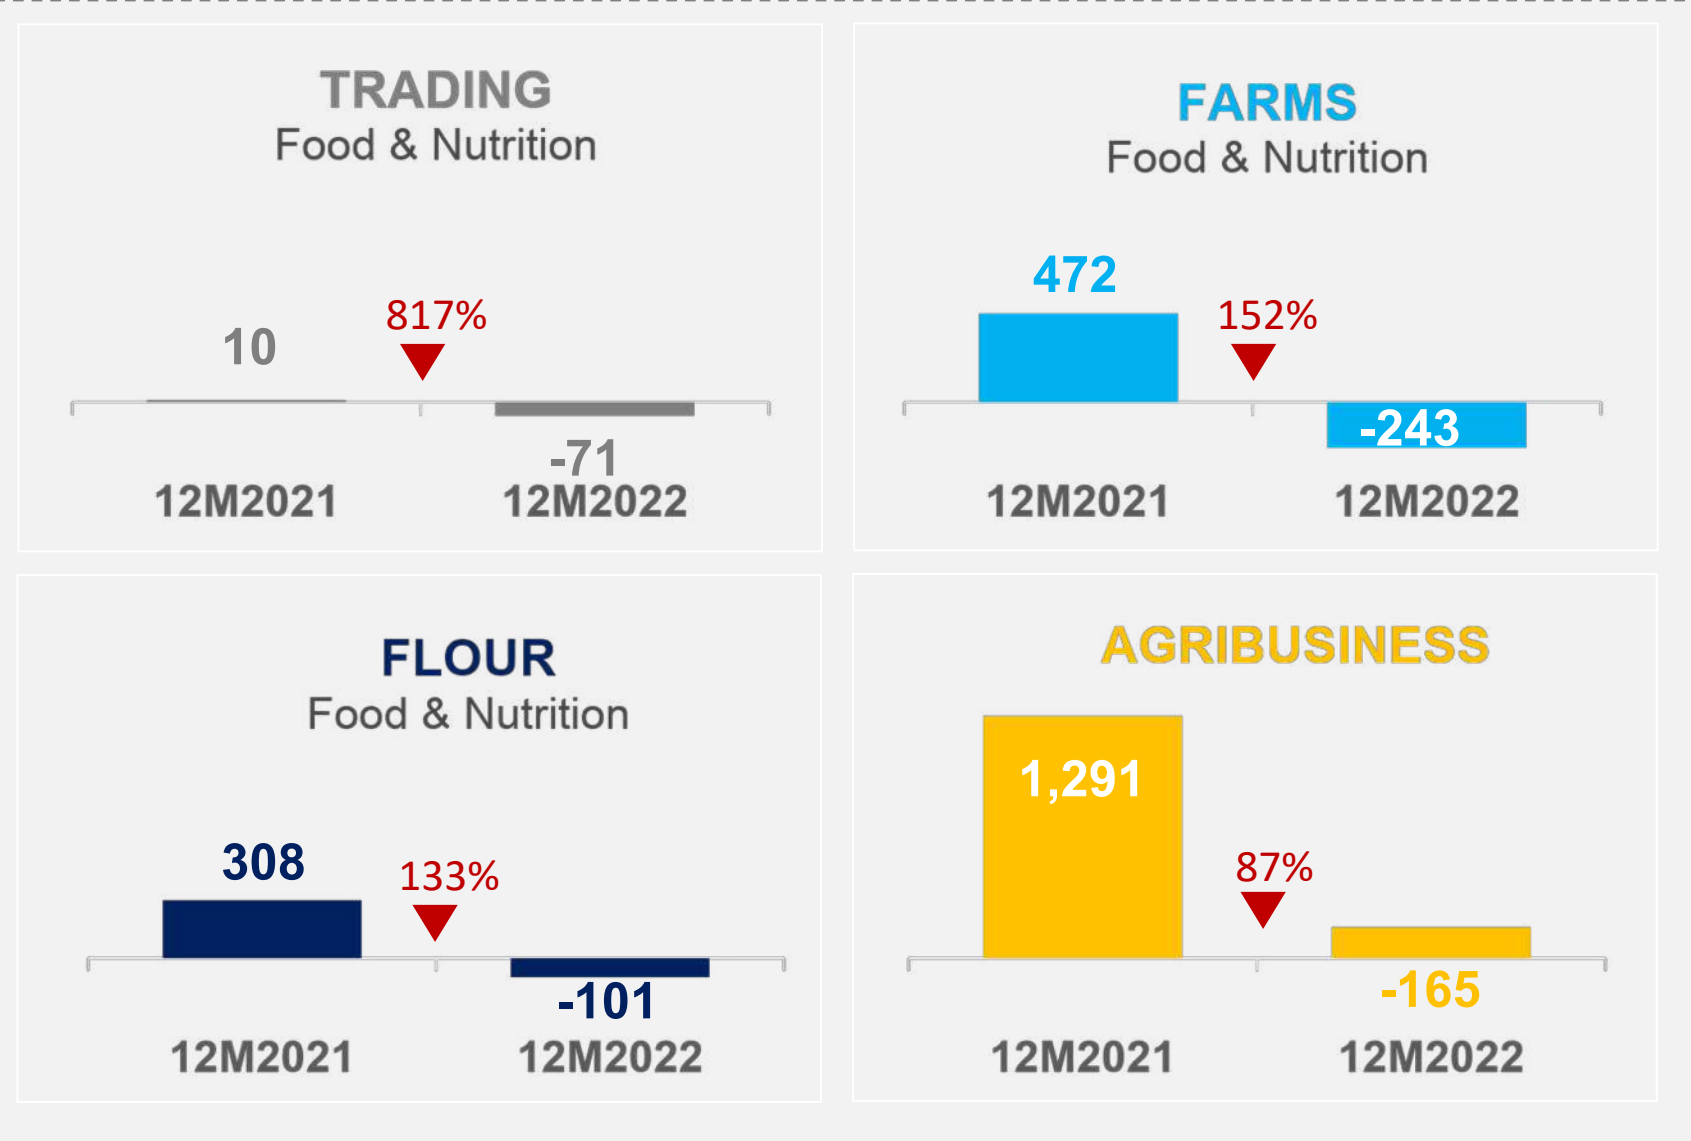 TRADING
Food & Nutrition
10
817%
-71
12M2021 12M2022
FARMS
Food & Nutrition
472
152%
-243
12M2021 12M2022
FLOUR
Food & Nutrition
308
133%
-101
12M2021 12M2022
AGRIBUSINESS
1,291
87%
-165
12M2021 12M2022